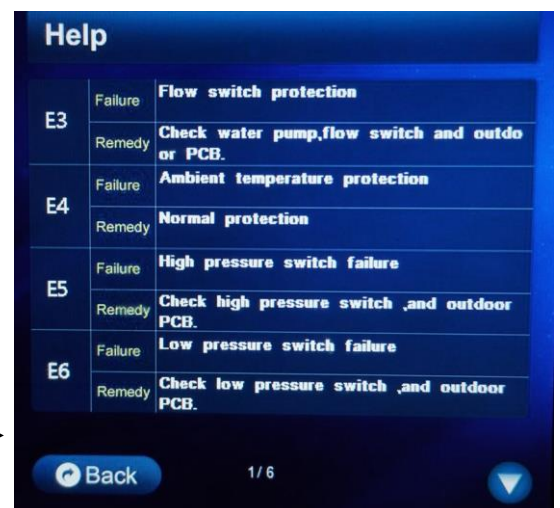 Help
E3
Failure
Flow switch protection
Remedy
Check water pump,flow switch and outdo
or PCB.
E4
Failure
Ambient temperature protection
Remedy
Normal protection
E5
Failure
High pressure switch failure
Remedy
Check high pressure switch ,and outdoor
PCB.
E6
Failure
Low pressure switch failure
Remedy
Check low pressure switch ,and outdoor
PCB.
Back
1/6